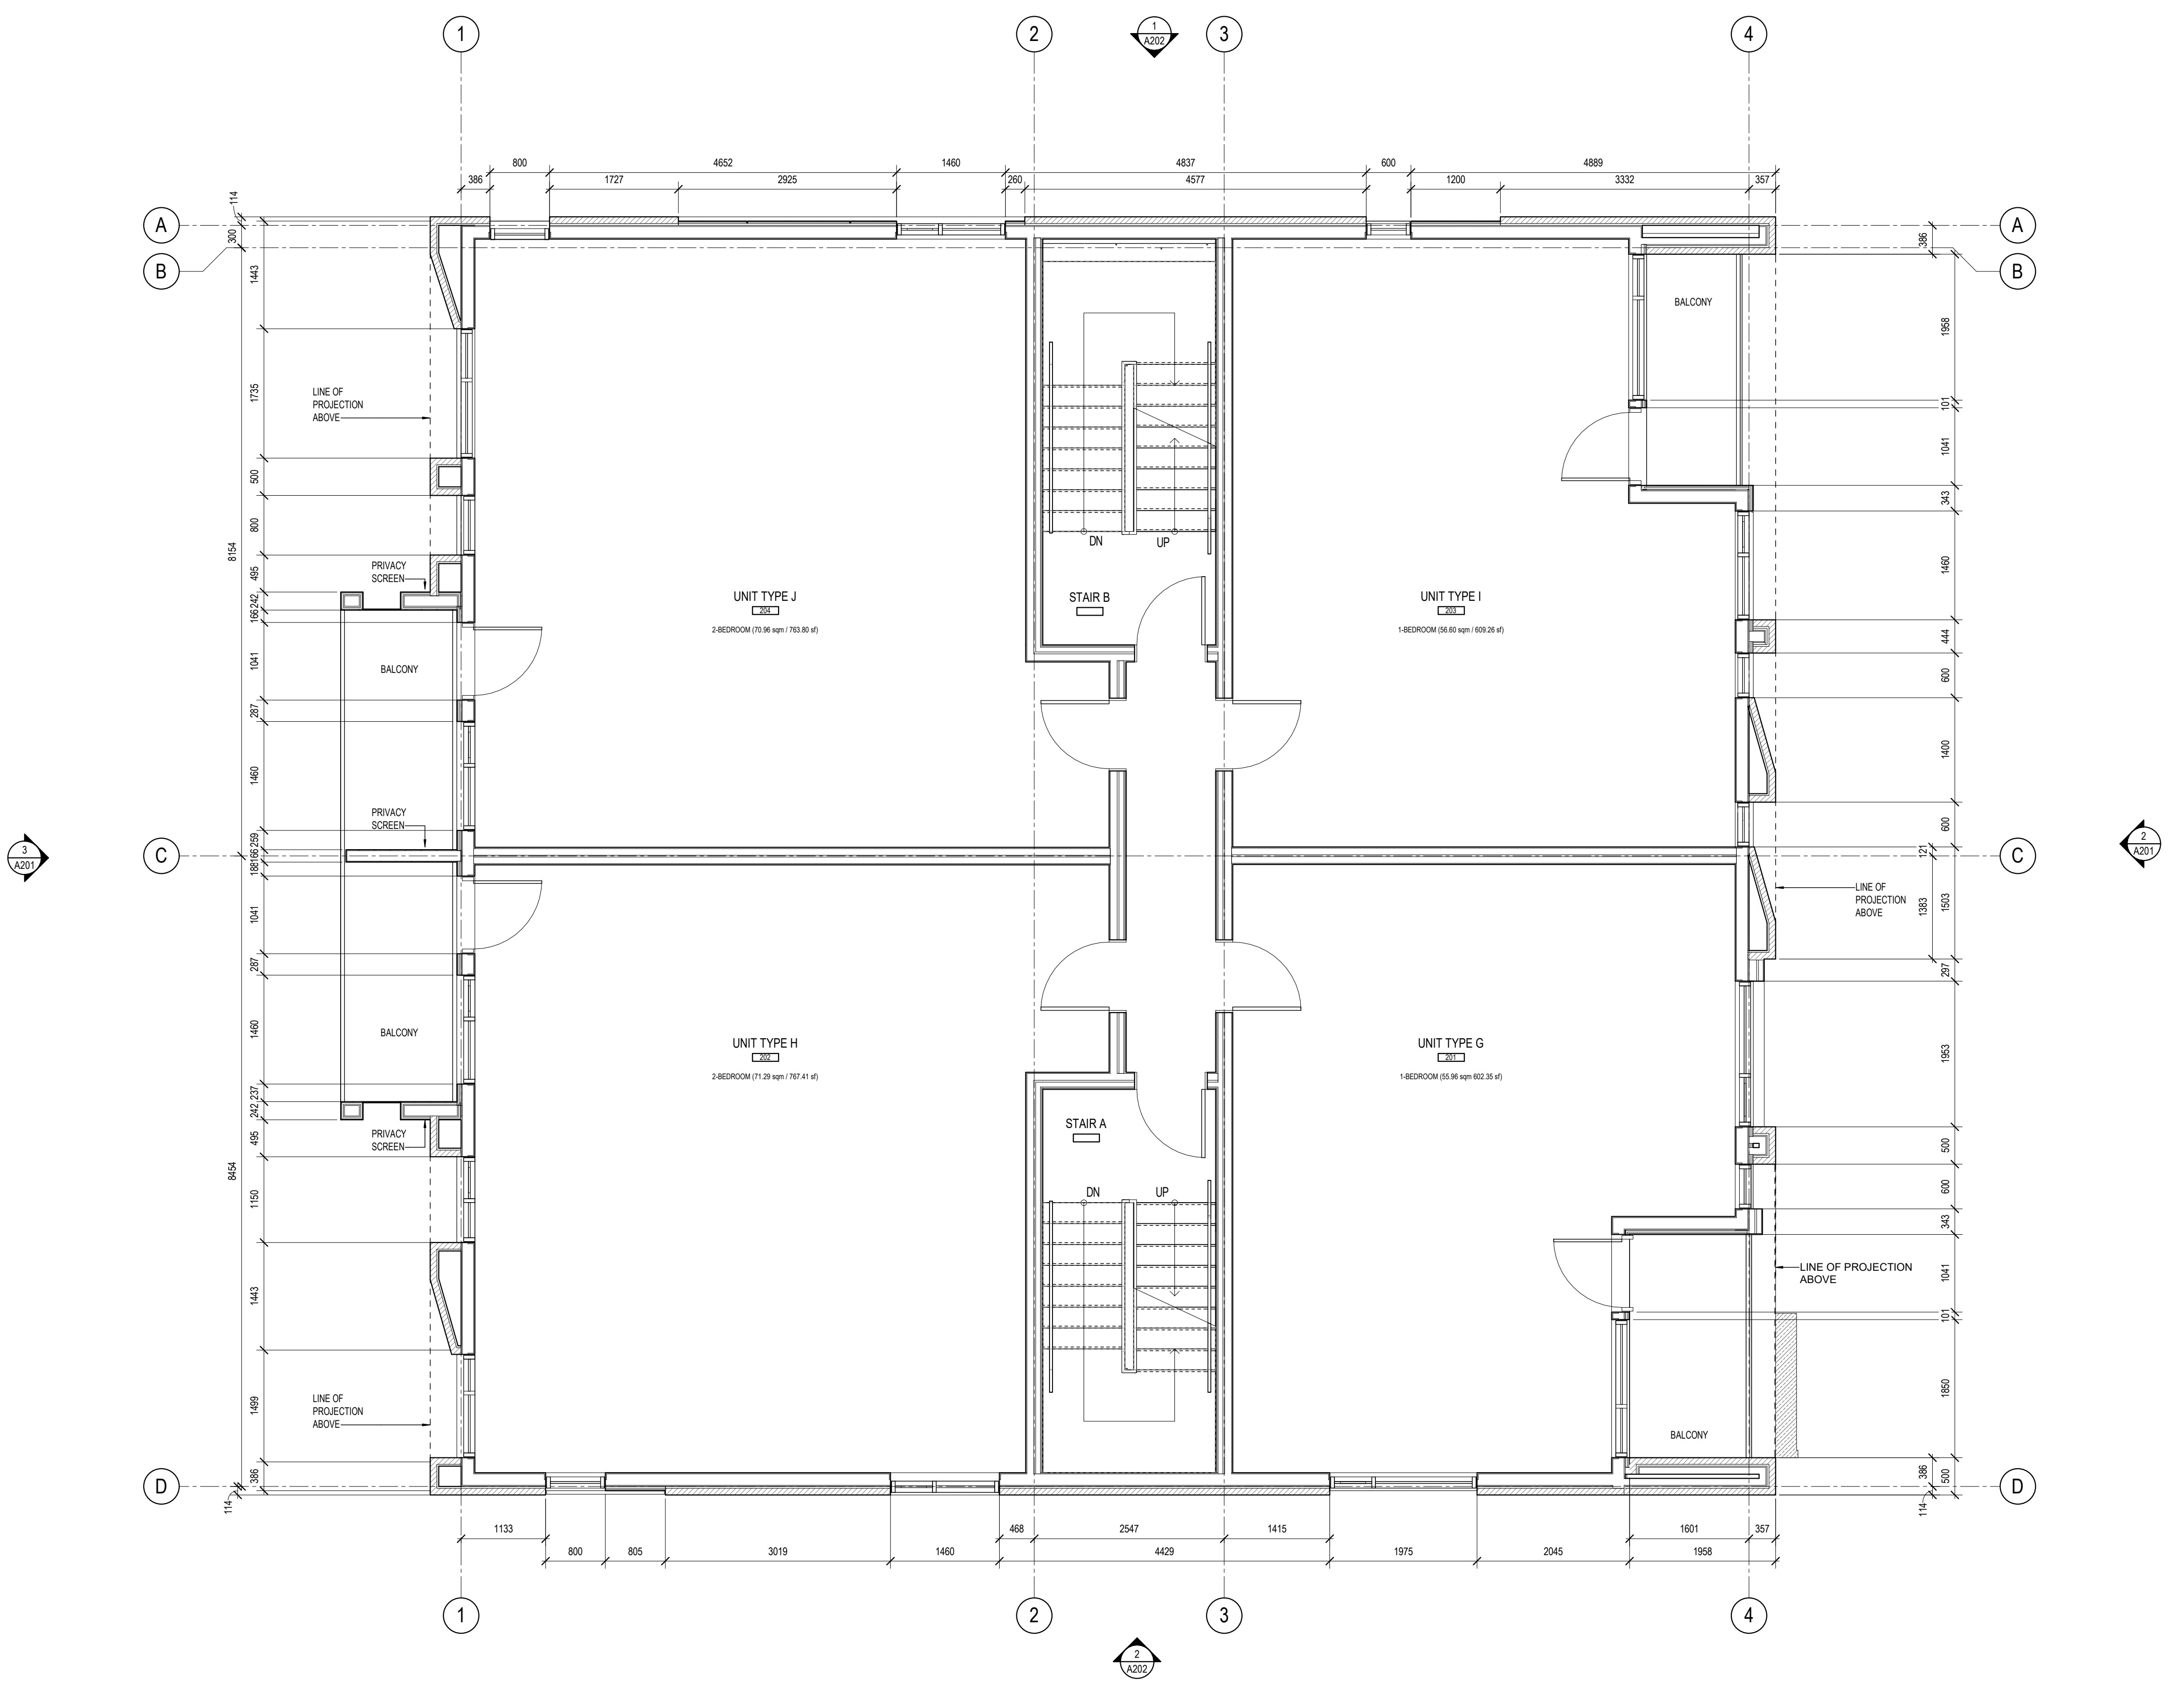 1
2
3
4
1
A202
800
4652
1460
4837
600
4889
386
1727
2925
260
4577
1200
3332
357
114
A
A
300
386
B
B
1443
BALCONY
1958
LINE OF
PROJECTION
ABOVE
1735
101
1041
500
343
800
DN
UP
8154
1460
PRIVACY
SCREEN
495
242
166
UNIT TYPE J
204
2-BEDROOM (70.96 sqm / 763.80 sf)
STAIR B
UNIT TYPE I
203
1-BEDROOM (56.60 sqm / 609.26 sf)
444
1041
BALCONY
600
287
1400
1460
PRIVACY
SCREEN
600
259
3
A201
C
166
188
121
C
2
A201
1041
LINE OF
PROJECTION
ABOVE
1383
1503
287
297
1460
BALCONY
UNIT TYPE H
202
2-BEDROOM (71.29 sqm / 767.41 sf)
UNIT TYPE G
201
1-BEDROOM (55.96 sqm 602.35 sf)
1953
237
242
STAIR A
PRIVACY
SCREEN
495
500
8454
1150
DN
UP
600
343
1443
LINE OF PROJECTION
ABOVE
1041
101
LINE OF
PROJECTION
ABOVE
1499
1850
BALCONY
386
D
386
500
D
114
114
1133
468
2547
1415
1601
357
800
805
3019
1460
4429
1975
2045
1958
1
2
3
4
2
A202